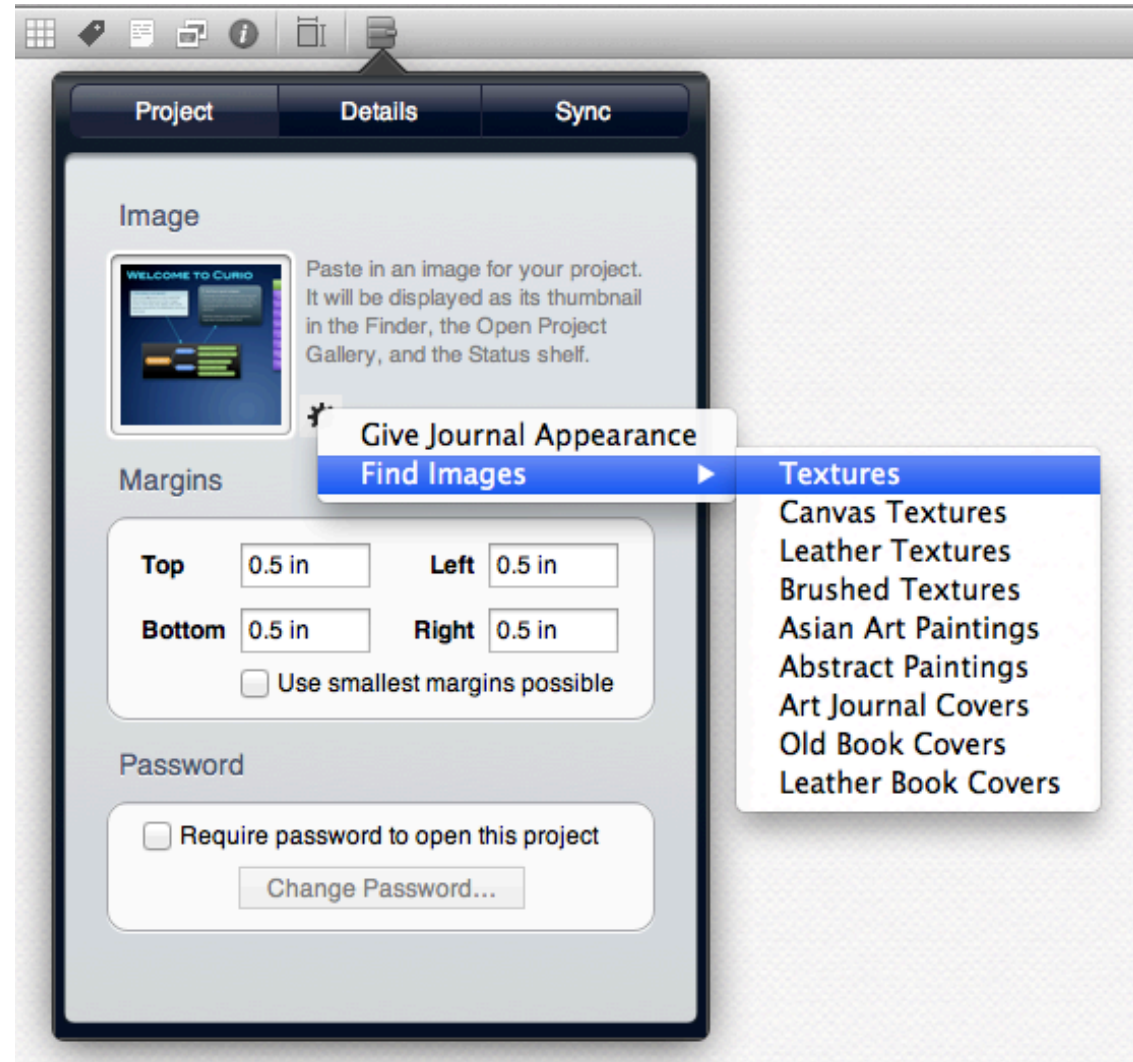 Project Details Sync
Image
WELCOME TO CURIO
Paste in an image for your project.
It will be displayed as its thumbnail
in the Finder, the Open Project
Gallery, and the Status shelf.
Give Journal Appearance
Find Images
Textures
Canvas Textures
Leather Textures
Brushed Textures
Asian Art Paintings
Abstract Paintings
Art Journal Covers
Old Book Covers
Leather Book Covers
Margins
Top 0.5 in Left 0.5 in
Bottom 0.5 in Right 0.5 in
Use smallest margins possible
Password
Require password to open this project
Change Password...